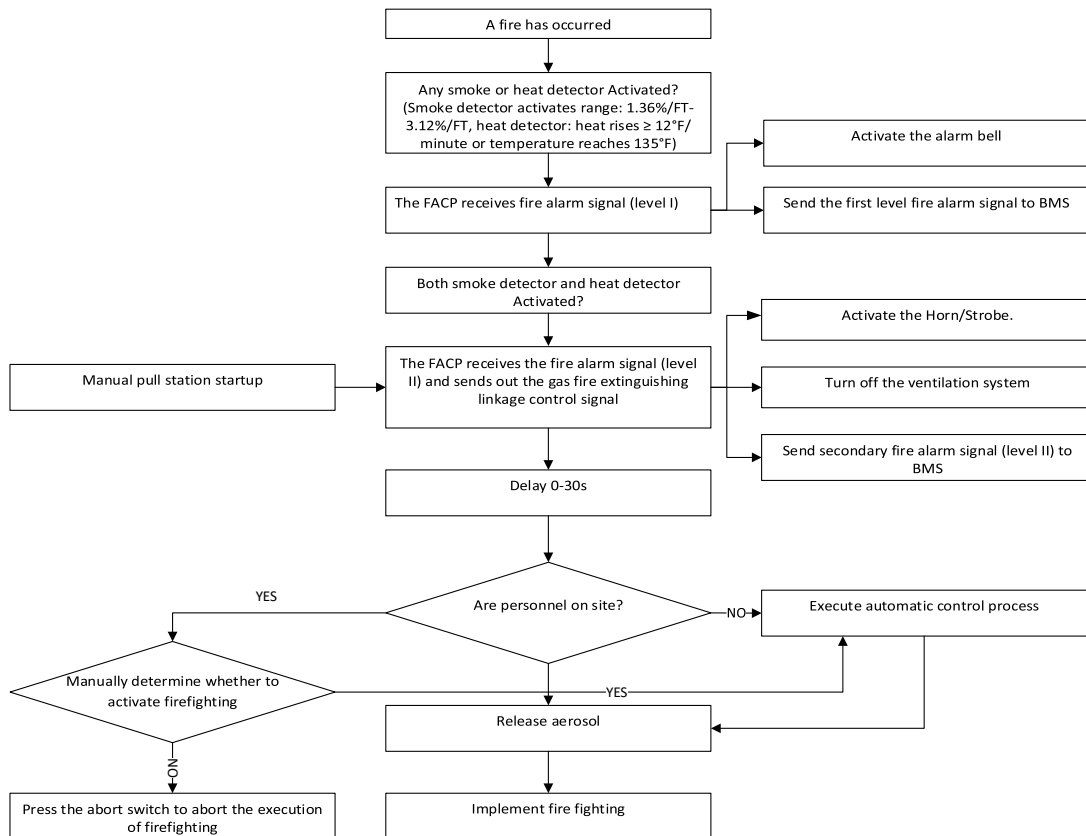 A fire has occurred
Any smoke or heat detector Activated?
(Smoke detector activates range: 1.36%/FT-
3.12%/FT, heat detector: heat rises ≥ 12°F/
minute or temperature reaches 135°F)
Activate the alarm bell
The FACP receives fire alarm signal (level I)
Send the first level fire alarm signal to BMS
Both smoke detector and heat detector
Activated?
Activate the Horn/Strobe.
Manual pull station startup
The FACP receives the fire alarm signal (level
II) and sends out the gas fire extinguishing
linkage control signal
Turn off the ventilation system
Send secondary fire alarm signal (level II) to
BMS
Delay 0-30s
YES
Are personnel on site?
NO
Execute automatic control process
Manually determine whether to
activate firefighting
YES
Release aerosol
NO
Press the abort switch to abort the execution
of firefighting
Implement fire fighting